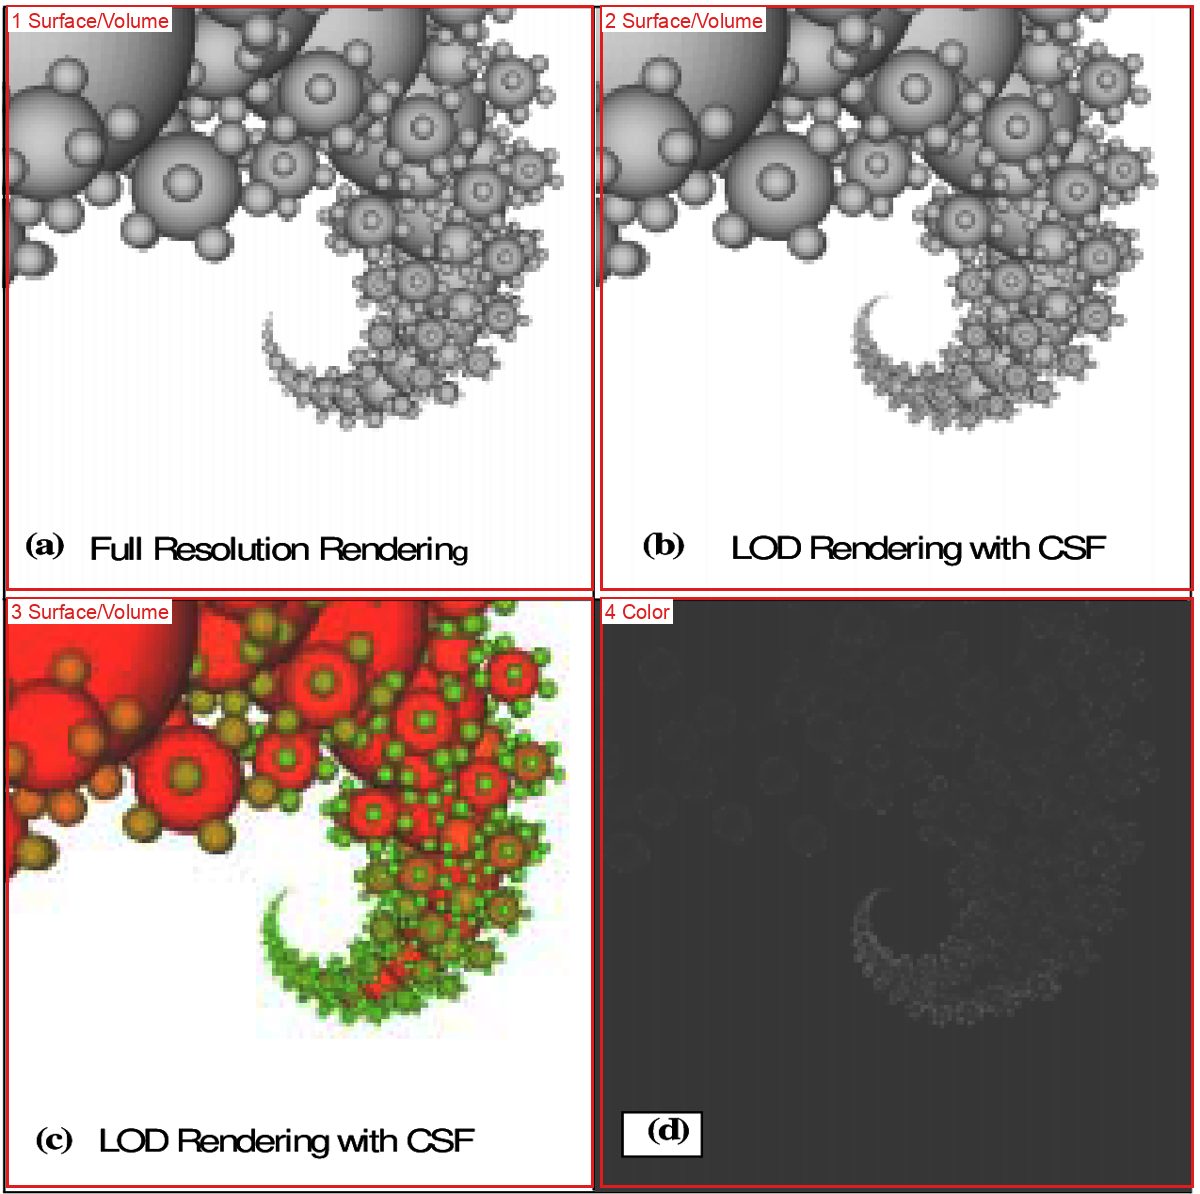 1 Surface/Volume
2 Surface/Volume
(a) Full Resolution Rendering
(b) LOD Rendering with CSF
3 Surface/Volume
4 Color
(c) LOD Rendering with CSF
(d)